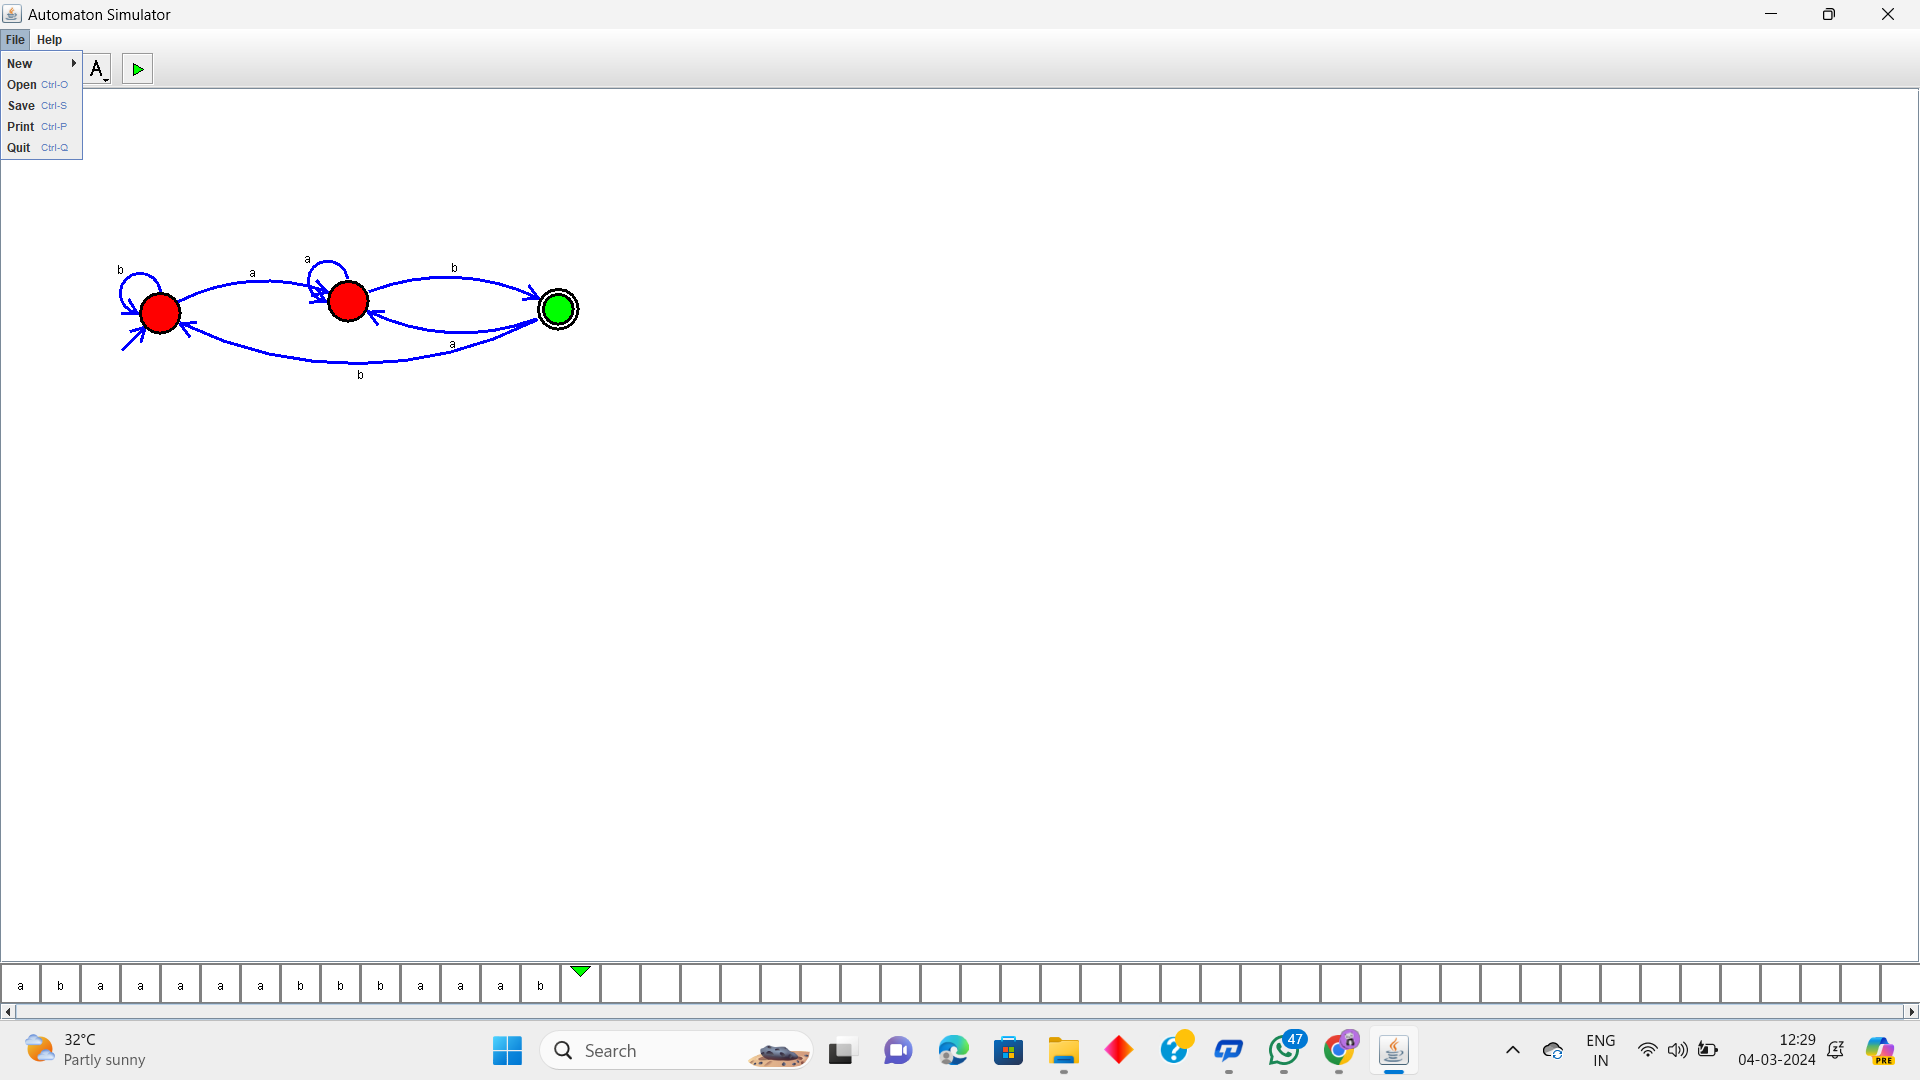 Automaton Simulator
File Help
New
Open Ctrl-O
Save Ctrl-S
Print Ctrl-P
Quit Ctrl-Q
A
b a a b
a
b
a b a a a a a b b b a a a b
32°C
Partly sunny
Search
47
ENG
IN
12:29
04-03-2024
PRE